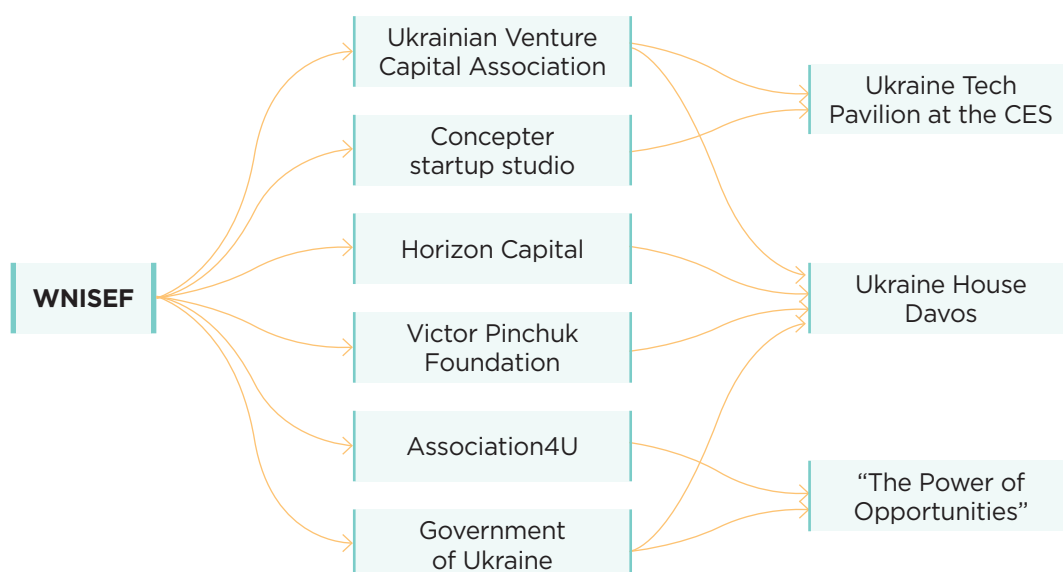 WNISEF
Ukrainian Venture
Capital Association
Concepter
startup studio
Horizon Capital
Victor Pinchuk
Foundation
Association4U
Government
of Ukraine
Ukraine Tech
Pavilion at the CES
Ukraine House
Davos
“The Power of
Opportunities”